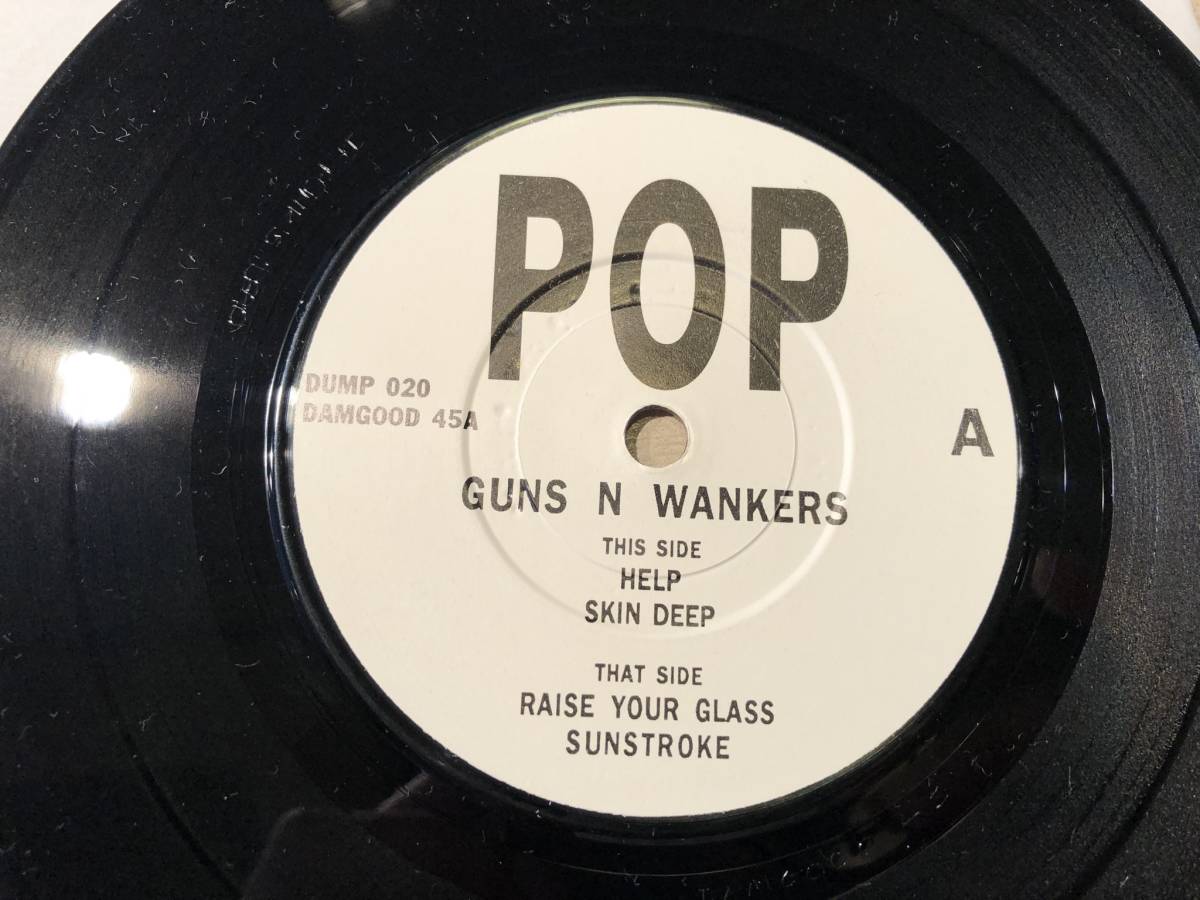 POP
DUMP 020
DAMGOOD 45A
A
GUNS N WANKERS
THIS SIDE
HELP
SKIN DEEP
THAT SIDE
RAISE YOUR GLASS
SUNSTROKE